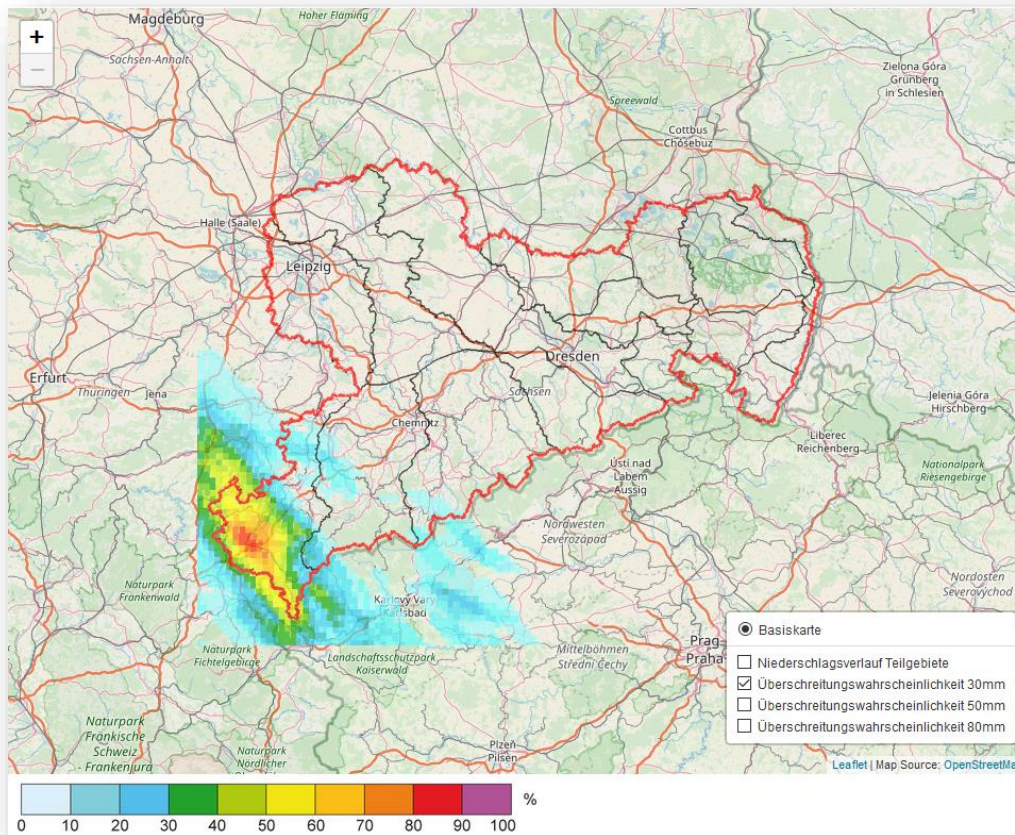 Magdeburg
Hoher Fläming
+
−
Sachsen-Anhalt
Zielona Góra
Grünberg
in Schlesien
Spreewald
Cottbus
Chóśebuz
Halle (Saale)
Leipzig
Dresden
Erfurt
Thüringen
Jena
Sachsen
Jelenia Góra
Hirschberg
Chemnitz
Liberec
Reichenberg
Ústí nad
Labem
Aussig
Nationalpark
Riesengebirge
Nordwesten
Severozápad
Naturpark
Frankenwald
Karlovy Vary
Karlsbad
Nordosten
Severovýchod
Naturpark
Fichtelgebirge
Landschaftsschutzpark
Kaiserwald
Mittelböhmen
Střední Čechy
Prag
Praha
Basiskarte
Niederschlagsverlauf Teilgebiete
Überschreitungswahrscheinlichkeit 30mm
Überschreitungswahrscheinlichkeit 50mm
Überschreitungswahrscheinlichkeit 80mm
Naturpark
Fränkische
Schweiz
- Frankenjura
Naturpark
Nördlicher
Plzeň
Pilsen
Leaflet | Map Source: OpenStreetMa
%
0 10 20 30 40 50 60 70 80 90 100